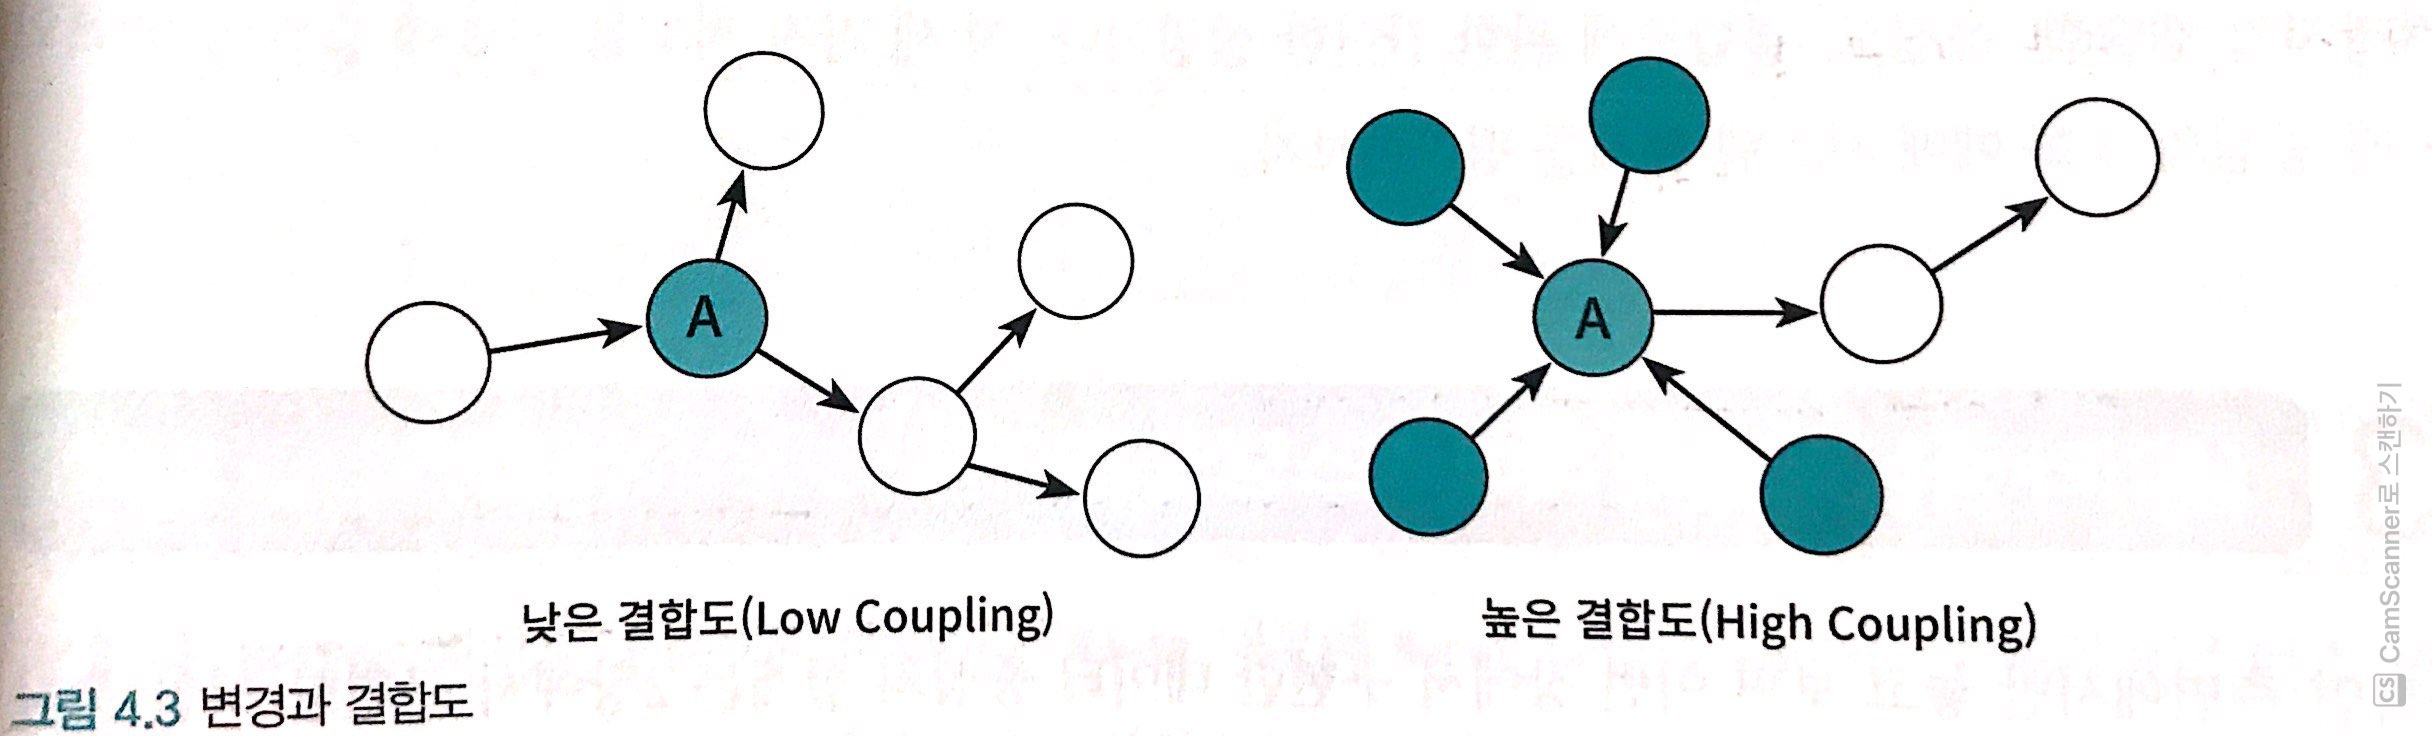 A
A
낮은 결합도(Low Coupling)
높은 결합도(High Coupling)
그림 4.3 변경과 결합도
CS CamScanner로 스캔하기